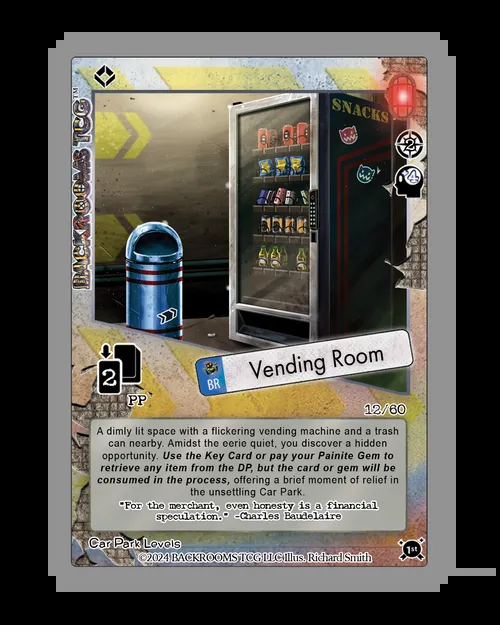 BACKROOMS TCG™
SNACKS
2
4
2
PP
BR
Vending Room
12/60
A dimly lit space with a flickering vending machine and a trash
can nearby. Amidst the eerie quiet, you discover a hidden
opportunity. Use the Key Card or pay your Painite Gem to
retrieve any item from the DP, but the card or gem will be
consumed in the process, offering a brief moment of relief in
the unsettling Car Park.
"For the merchant, even honesty is a financial
speculation." -Charles Baudelaire
Car Park Levels
©2024 BACKROOMS TCG LLC Illus. Richard Smith
1st